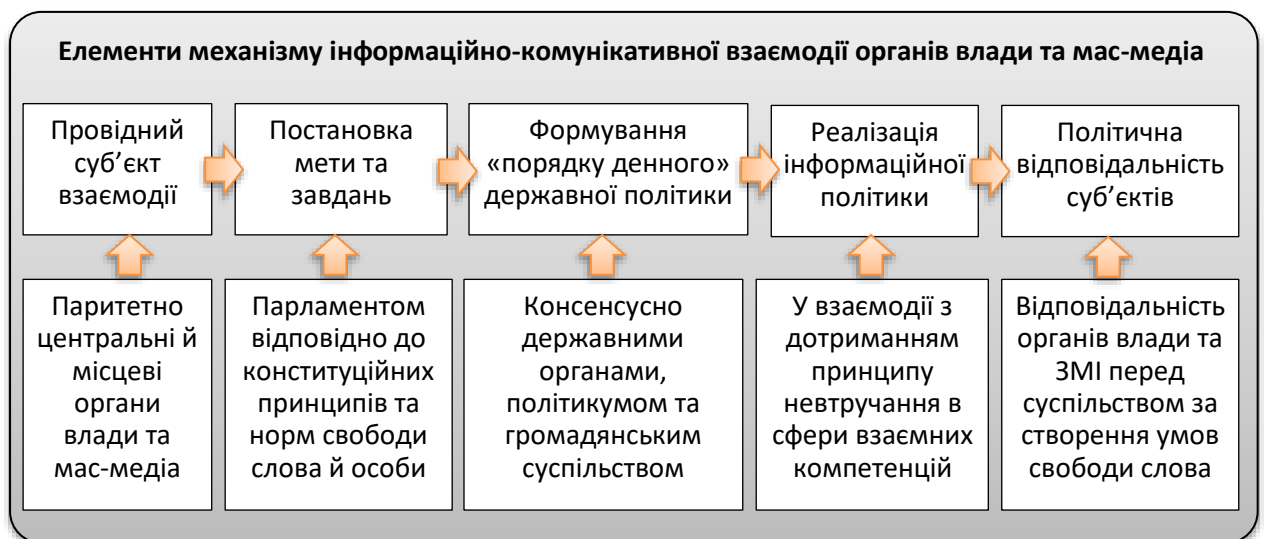 Елементи механізму інформаційно-комунікативної взаємодії органів влади та мас-медіа
Провідний
суб’єкт
взаємодії
Постановка
мети та
завдань
Формування
«порядку денного»
державної політики
Реалізація
інформаційної
політики
Політична
відповідальність
суб’єктів
Паритетно
центральні й
місцеві
органи
влади та
мас-медіа
Парламентом
відповідно до
конституційних
принципів та
норм свободи
слова й особи
Консенсусно
державними
органами,
політикумом та
громадянським
суспільством
У взаємодії з
дотриманням
принципу
невтручання в
сфери взаємних
компетенцій
Відповідальність
органів влади та
ЗМІ перед
суспільством за
створення умов
свободи слова